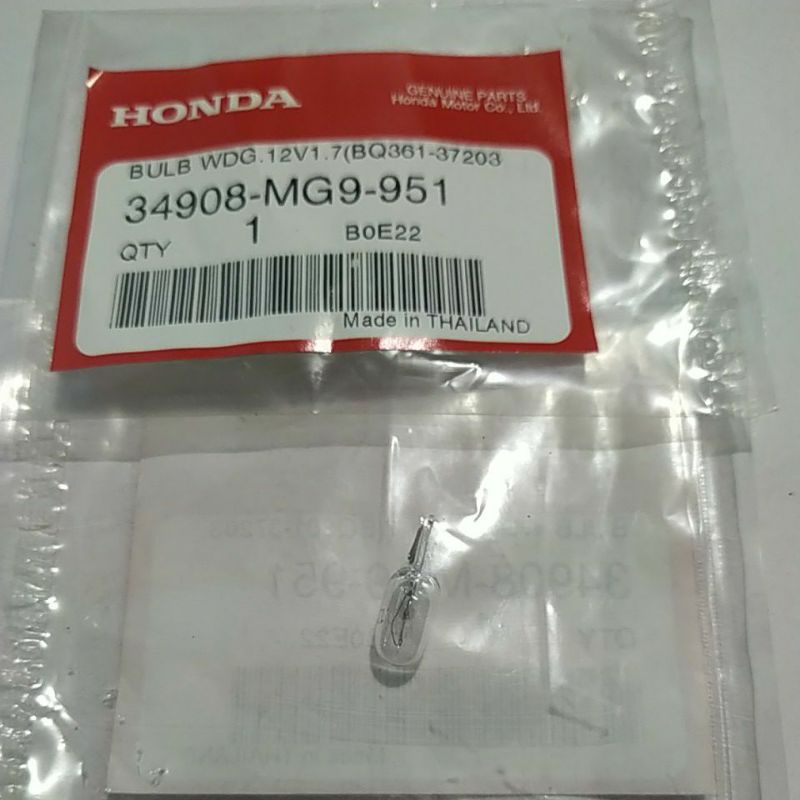 HONDA
GENUINE PARTS
Honda Motor Co., Ltd.
BULB WDG.12V1.7(BQ361-37203
34908-MG9-951
QTY 1 B0E22
Made in THAILAND